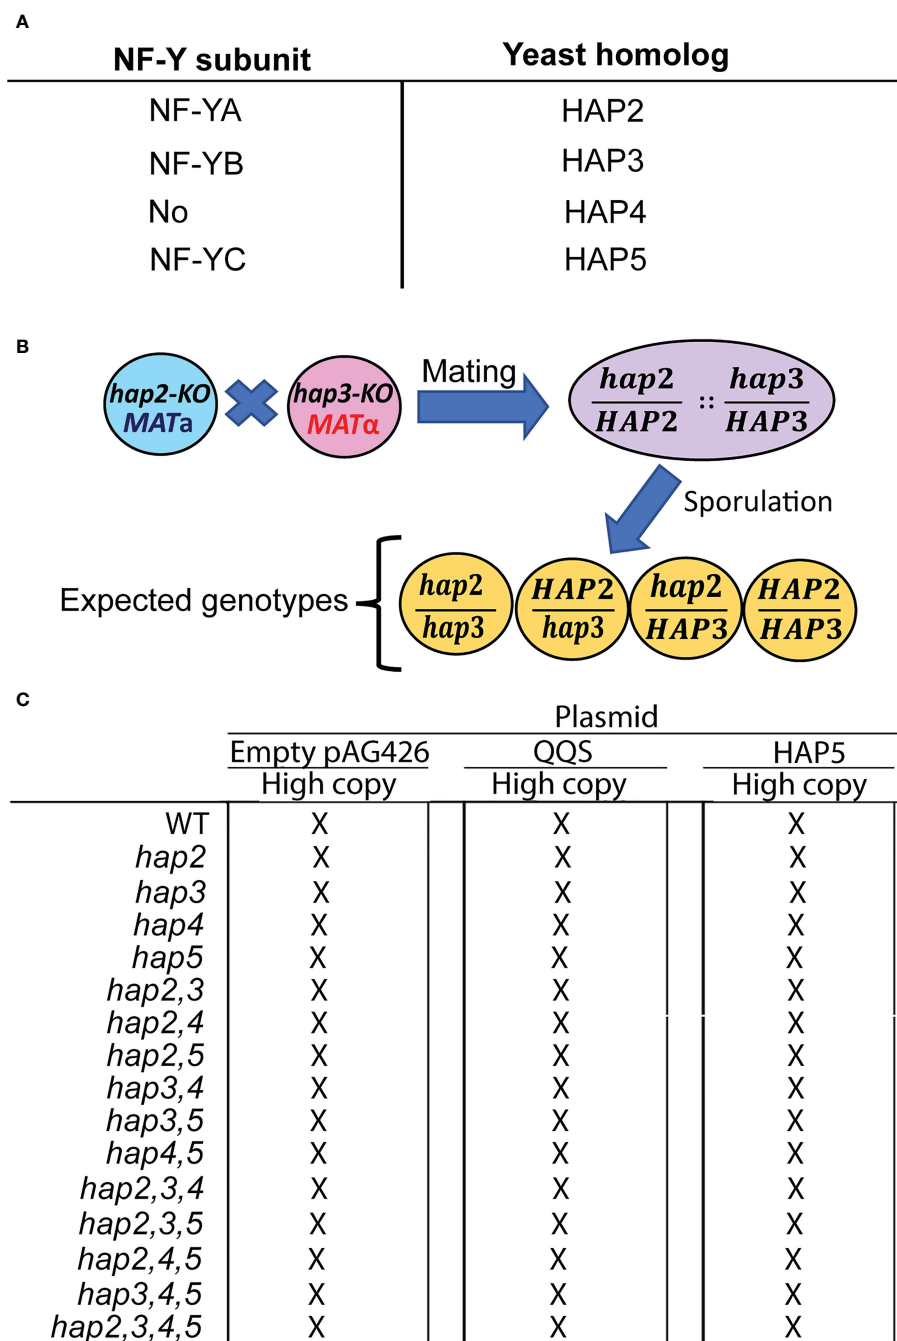 A
NF-Y subunit Yeast homolog
NF-YA HAP2
NF-YB HAP3
No HAP4
NF-YC HAP5
B
hap2-KO
MATa
hap3-KO
MATα
Mating
hap2 :: hap3
HAP2 HAP3
Sporulation
Expected genotypes
hap2 HAP2 hap2 HAP2
hap3 hap3 HAP3 HAP3
C
Plasmid
Empty pAG426 QQS HAP5
High copy High copy High copy
WT X X X
hap2 X X X
hap3 X X X
hap4 X X X
hap5 X X X
hap2,3 X X X
hap2,4 X X X
hap2,5 X X X
hap3,4 X X X
hap3,5 X X X
hap4,5 X X X
hap2,3,4 X X X
hap2,3,5 X X X
hap2,4,5 X X X
hap3,4,5 X X X
hap2,3,4,5 X X X